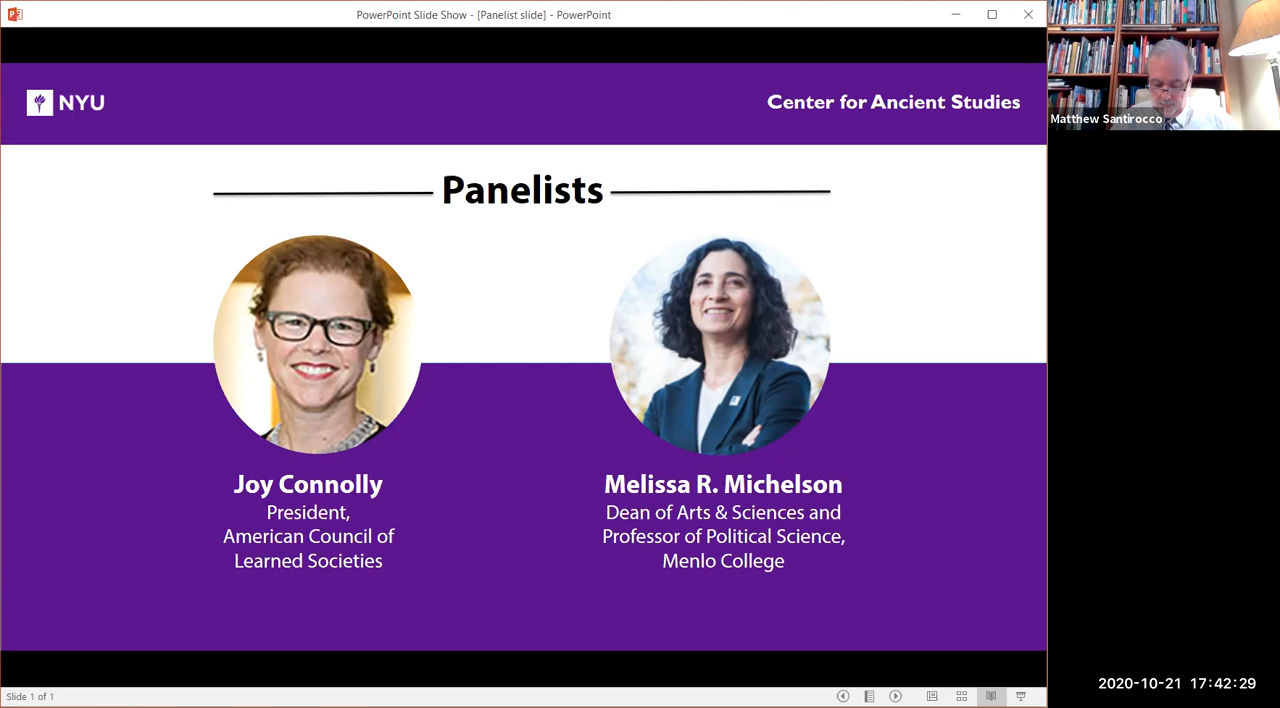 PowerPoint Slide Show - [Panelist slide] - PowerPoint
NYU
Center for Ancient Studies
Matthew Santirocco
Panelists
Joy Connolly
President,
American Council of
Learned Societies
Melissa R. Michelson
Dean of Arts & Sciences and
Professor of Political Science,
Menlo College
2020-10-21 17:42:29
Slide 1 of 1